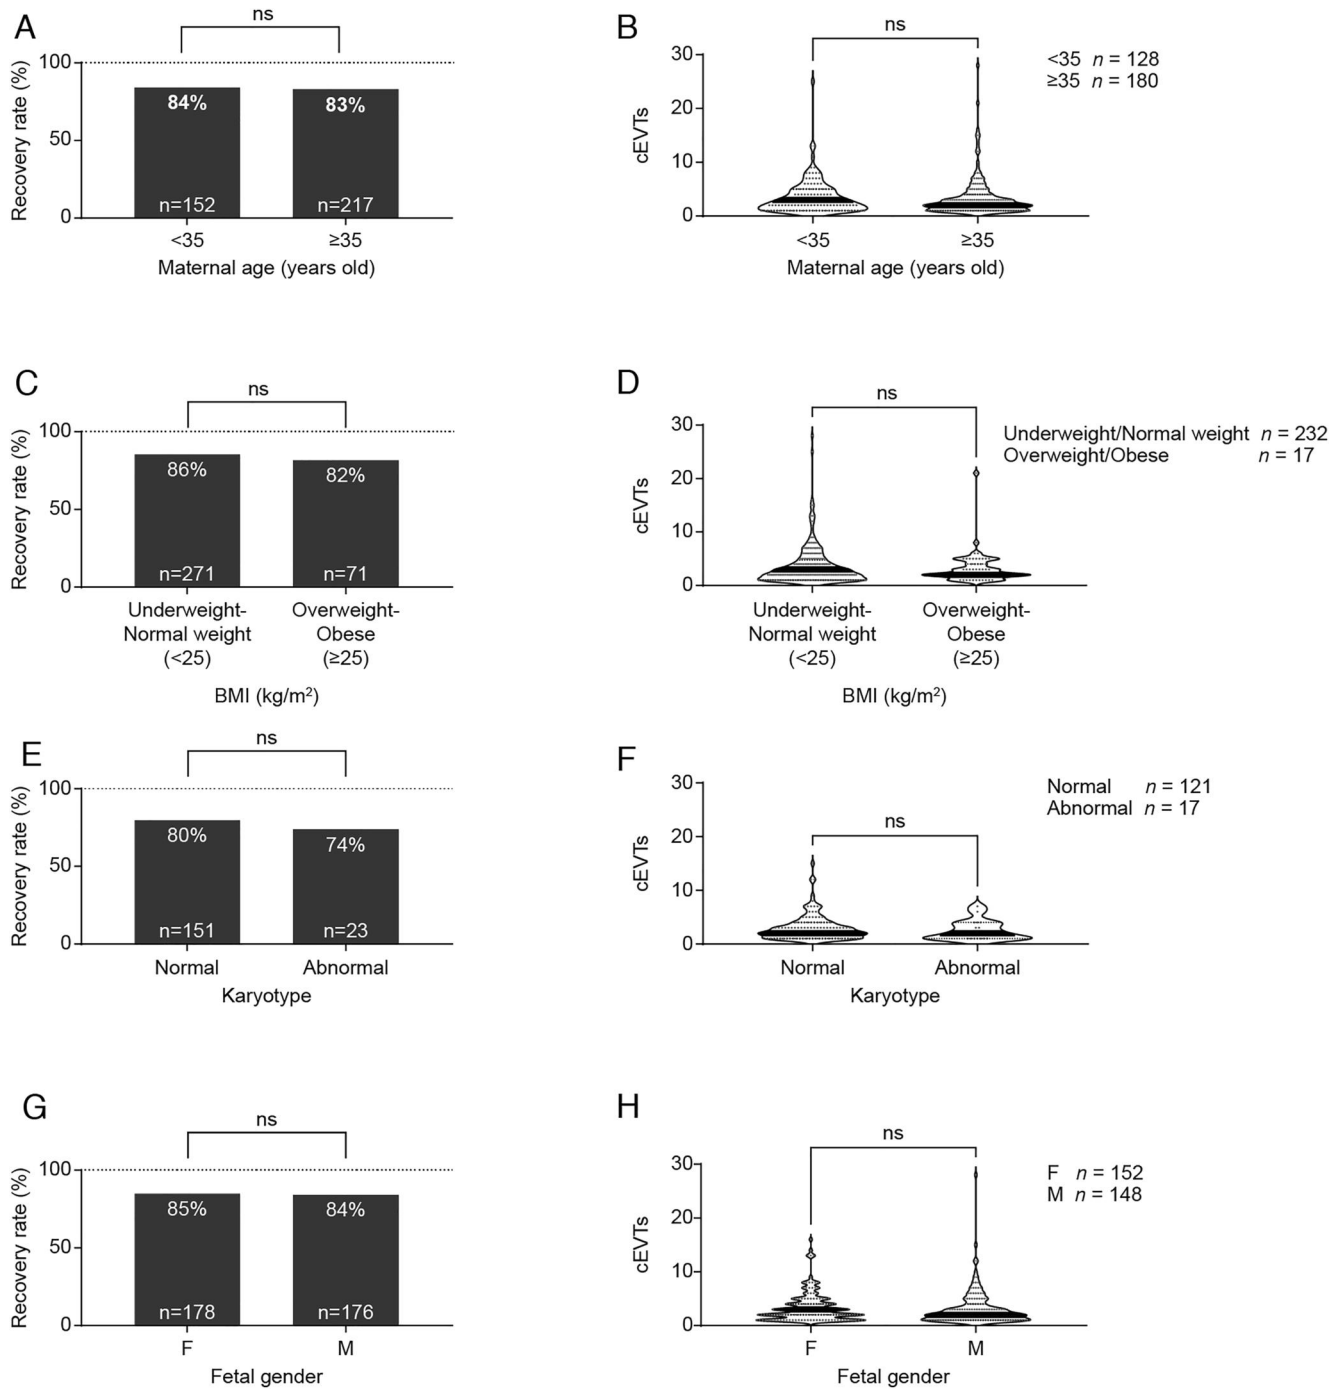 A
ns
Recovery rate (%)
100
50
0
84%
83%
n=152
n=217
<35
≥35
Maternal age (years old)
B
ns
cEVTs
30
20
10
0
<35 n = 128
≥35 n = 180
<35
≥35
Maternal age (years old)
C
ns
Recovery rate (%)
100
50
0
86%
82%
n=271
n=71
Underweight-
Normal weight
(<25)
Overweight-
Obese
(≥25)
BMI (kg/m²)
D
ns
cEVTs
30
20
10
0
Underweight/Normal weight n = 232
Overweight/Obese n = 17
Underweight-
Normal weight
(<25)
Overweight-
Obese
(≥25)
BMI (kg/m²)
E
ns
Recovery rate (%)
100
50
0
80%
74%
n=151
n=23
Normal
Abnormal
Karyotype
F
ns
cEVTs
30
20
10
0
Normal n = 121
Abnormal n = 17
Normal
Abnormal
Karyotype
G
ns
Recovery rate (%)
100
50
0
85%
84%
n=178
n=176
F
M
Fetal gender
H
ns
cEVTs
30
20
10
0
F n = 152
M n = 148
F
M
Fetal gender